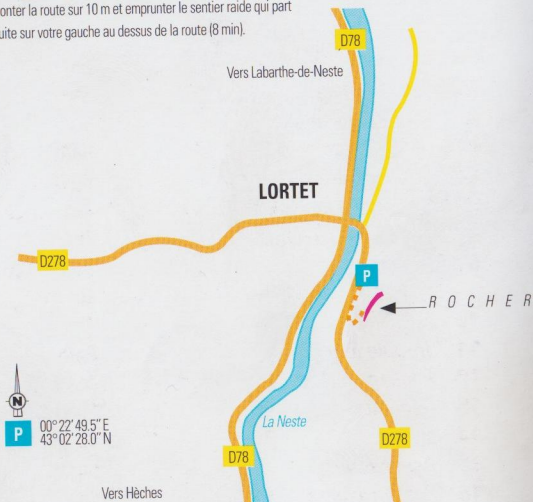 onter la route sur 10 m et emprunter le sentier raide qui part
uite sur votre gauche au dessus de la route (8 min).
D78
Vers Labarthe-de-Neste
LORTET
D278
P
ROCHER
N
P 00° 22' 49.5" E
43° 02' 28.0" N
La Neste
D278
D78
Vers Hèches